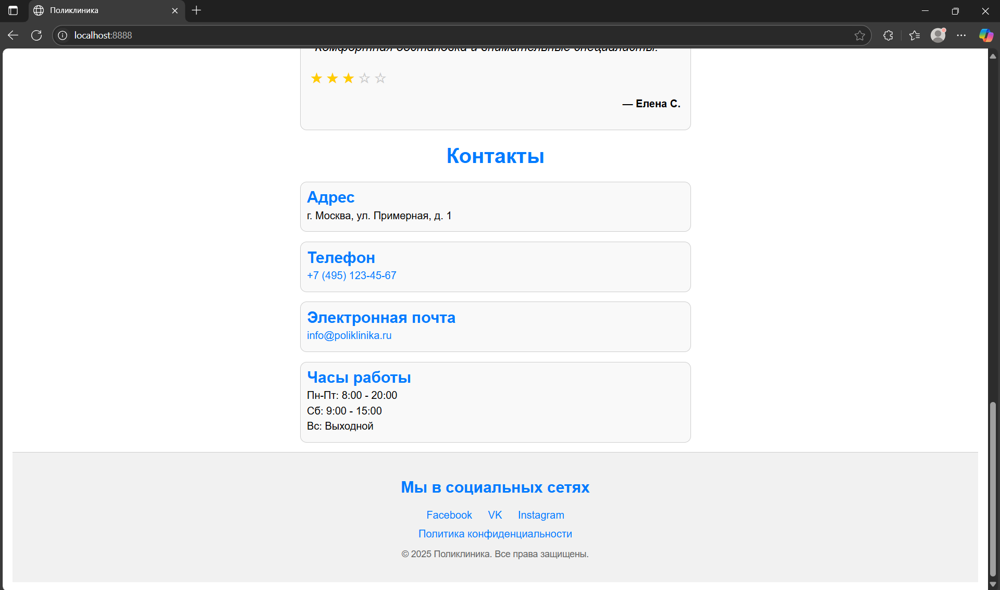 Поликлиника
localhost:8888
Комфортная обстановка и внимательные специалисты.
— Елена С.
Контакты
Адрес
г. Москва, ул. Примерная, д. 1
Телефон
+7 (495) 123-45-67
Электронная почта
info@poliklinika.ru
Часы работы
Пн-Пт: 8:00 - 20:00
Сб: 9:00 - 15:00
Вс: Выходной
Мы в социальных сетях
Facebook VK Instagram
Политика конфиденциальности
© 2025 Поликлиника. Все права защищены.